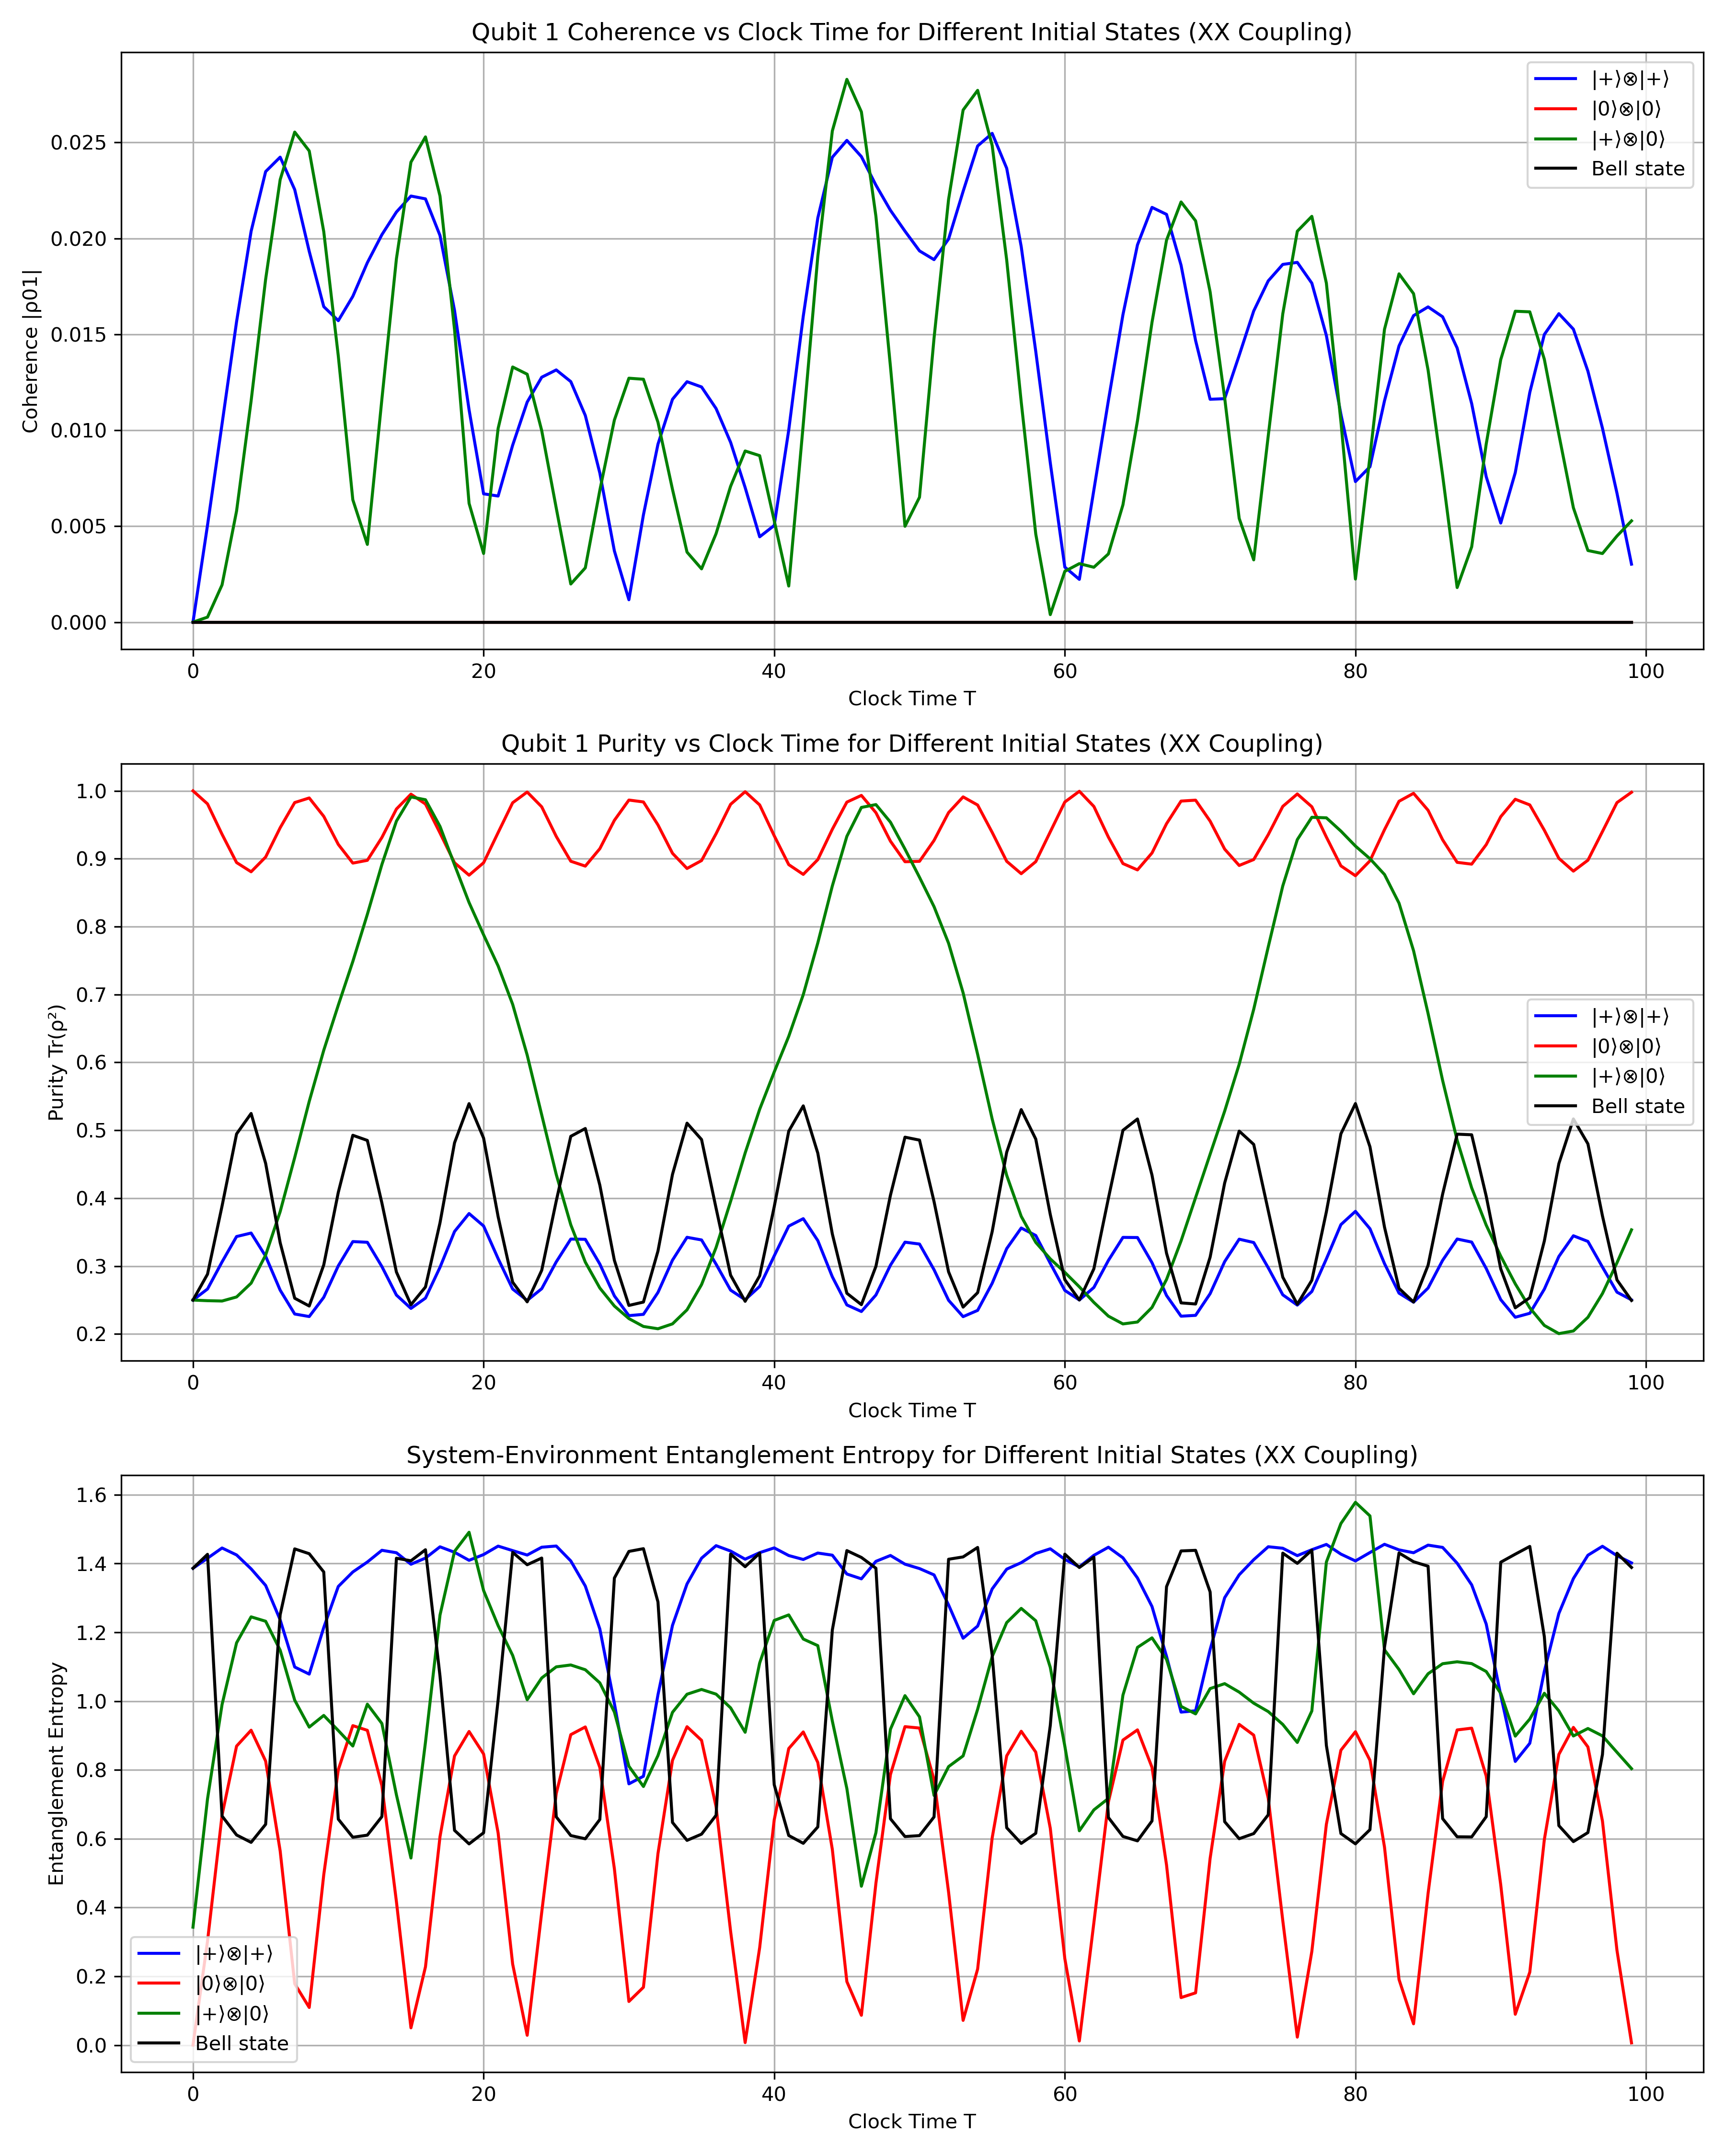 Qubit 1 Coherence vs Clock Time for Different Initial States (XX Coupling)
|+⟩⊗|+⟩
|0⟩⊗|0⟩
|+⟩⊗|0⟩
Bell state
Coherence |ρ01|
0.025
0.020
0.015
0.010
0.005
0.000
0 20 40 60 80 100
Clock Time T
Qubit 1 Purity vs Clock Time for Different Initial States (XX Coupling)
Purity Tr(ρ²)
1.0
0.9
0.8
0.7
0.6
0.5
0.4
0.3
0.2
|+⟩⊗|+⟩
|0⟩⊗|0⟩
|+⟩⊗|0⟩
Bell state
0 20 40 60 80 100
Clock Time T
System-Environment Entanglement Entropy for Different Initial States (XX Coupling)
Entanglement Entropy
1.6
1.4
1.2
1.0
0.8
0.6
0.4
0.2
0.0
|+⟩⊗|+⟩
|0⟩⊗|0⟩
|+⟩⊗|0⟩
Bell state
0 20 40 60 80 100
Clock Time T